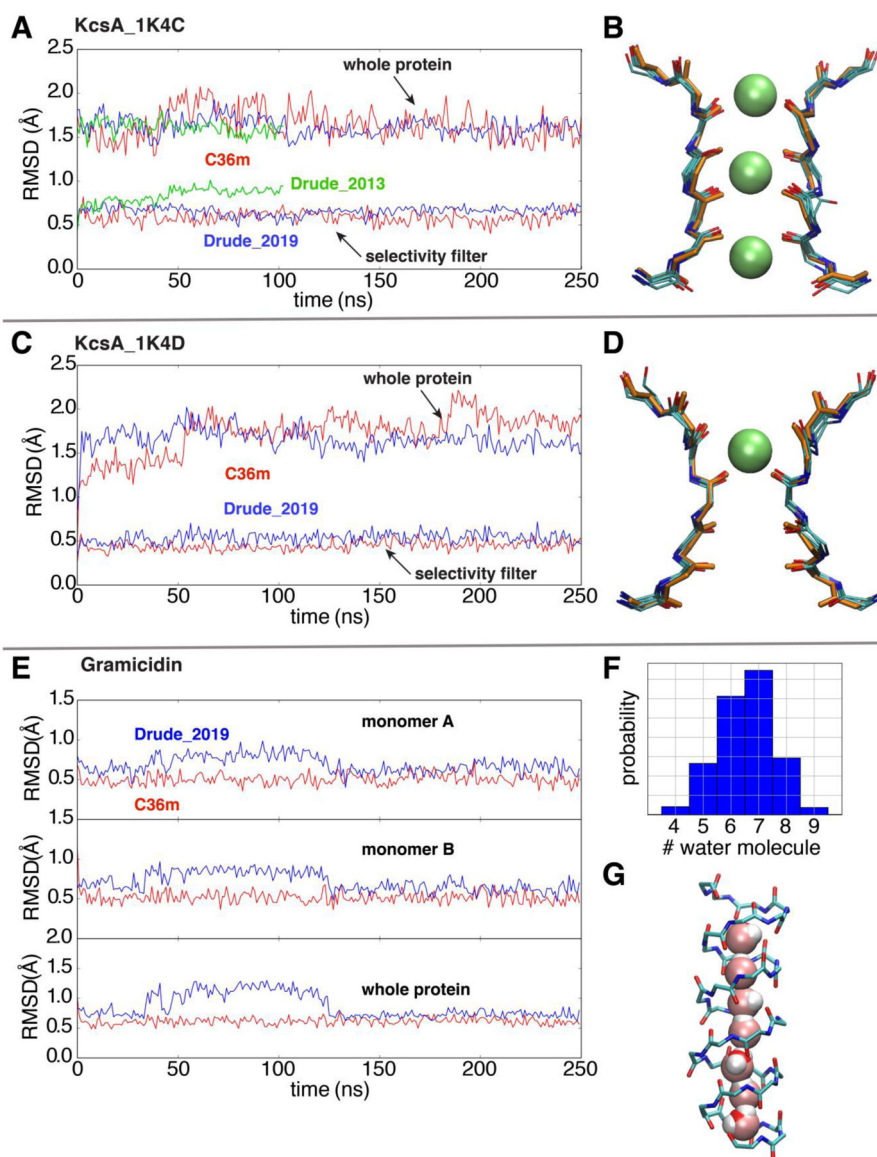 A KcsA_1K4C
2.5
2.0
1.5
1.0
0.5
0.0
RMSD (Å)
whole protein
C36m
Drude_2013
Drude_2019
selectivity filter
0 50 100 150 200 250
time (ns)
B
C KcsA_1K4D
2.5
2.0
1.5
1.0
0.5
0.0
RMSD (Å)
whole protein
C36m
Drude_2019
selectivity filter
0 50 100 150 200 250
time (ns)
D
E Gramicidin
1.5
1.0
0.5
RMSD(Å)
Drude_2019
monomer A
C36m
1.5
1.0
0.5
RMSD(Å)
monomer B
2.0
1.5
1.0
0.5
0.0
RMSD(Å)
whole protein
0 50 100 150 200 250
time (ns)
F
probability
4 5 6 7 8 9
# water molecule
G